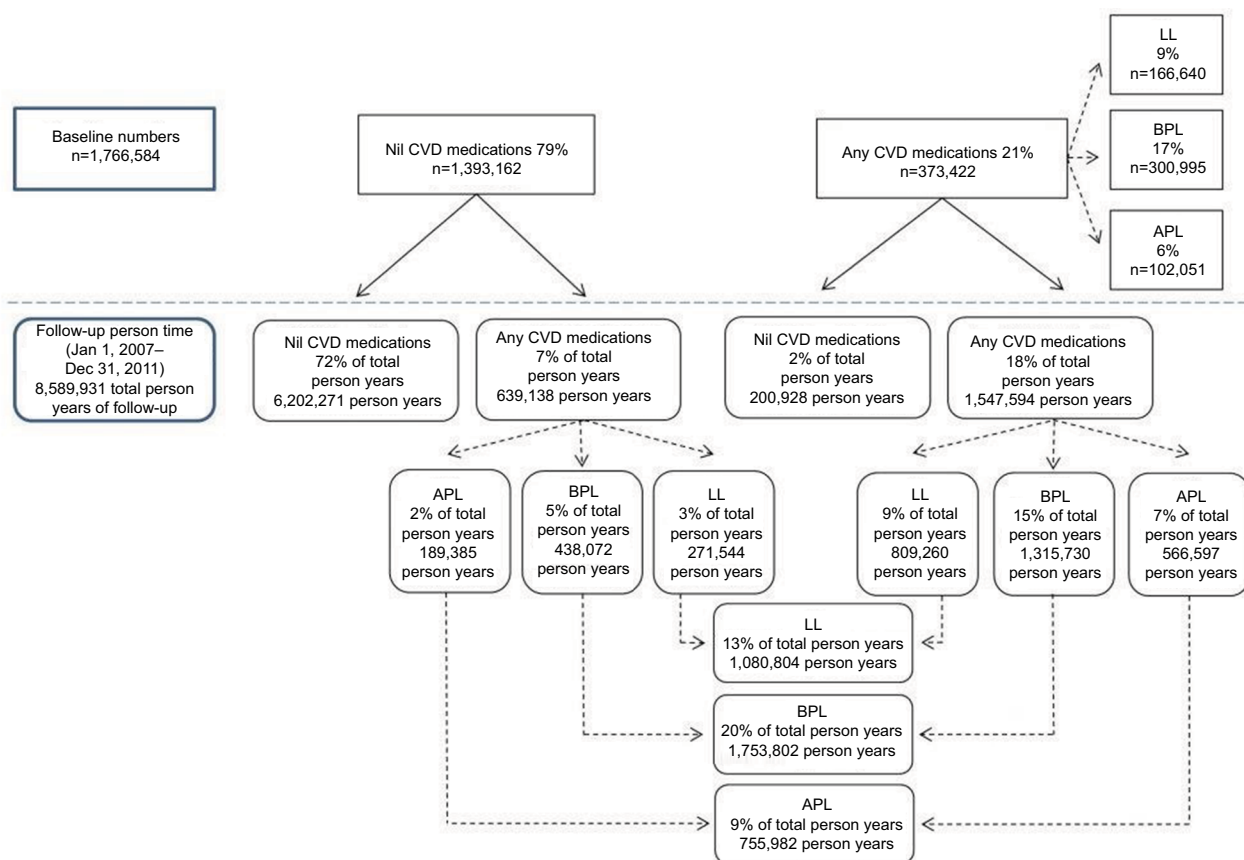 LL
9%
n=166,640
Baseline numbers
n=1,766,584
Nil CVD medications 79%
n=1,393,162
Any CVD medications 21%
n=373,422
BPL
17%
n=300,995
APL
6%
n=102,051
Follow-up person time
(Jan 1, 2007–
Dec 31, 2011)
8,589,931 total person
years of follow-up
Nil CVD medications
72% of total
person years
6,202,271 person years
Any CVD medications
7% of total
person years
639,138 person years
Nil CVD medications
2% of total
person years
200,928 person years
Any CVD medications
18% of total
person years
1,547,594 person years
APL
2% of total
person years
189,385
person years
BPL
5% of total
person years
438,072
person years
LL
3% of total
person years
271,544
person years
LL
9% of total
person years
809,260
person years
BPL
15% of total
person years
1,315,730
person years
APL
7% of total
person years
566,597
person years
LL
13% of total person years
1,080,804 person years
BPL
20% of total person years
1,753,802 person years
APL
9% of total person years
755,982 person years